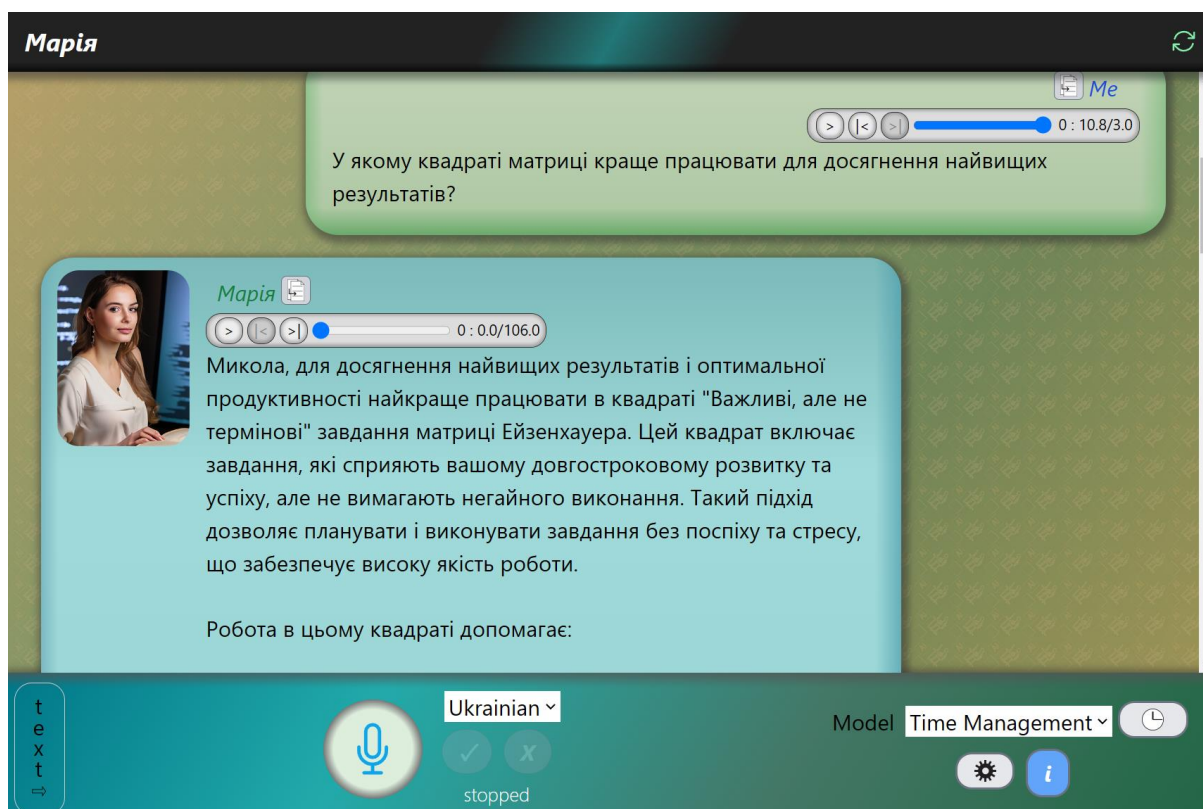 Марія
Me
> |< >| 0 : 10.8/3.0
У якому квадраті матриці краще працювати для досягнення найвищих
результатів?
Марія
> |< >| 0 : 0.0/106.0
Микола, для досягнення найвищих результатів і оптимальної
продуктивності найкраще працювати в квадраті "Важливі, але не
термінові" завдання матриці Ейзенхауера. Цей квадрат включає
завдання, які сприяють вашому довгостроковому розвитку та
успіху, але не вимагають негайного виконання. Такий підхід
дозволяє планувати і виконувати завдання без поспіху та стресу,
що забезпечує високу якість роботи.
Робота в цьому квадраті допомагає:
text⇨
Ukrainian
✓ x
stopped
Model Time Management
i